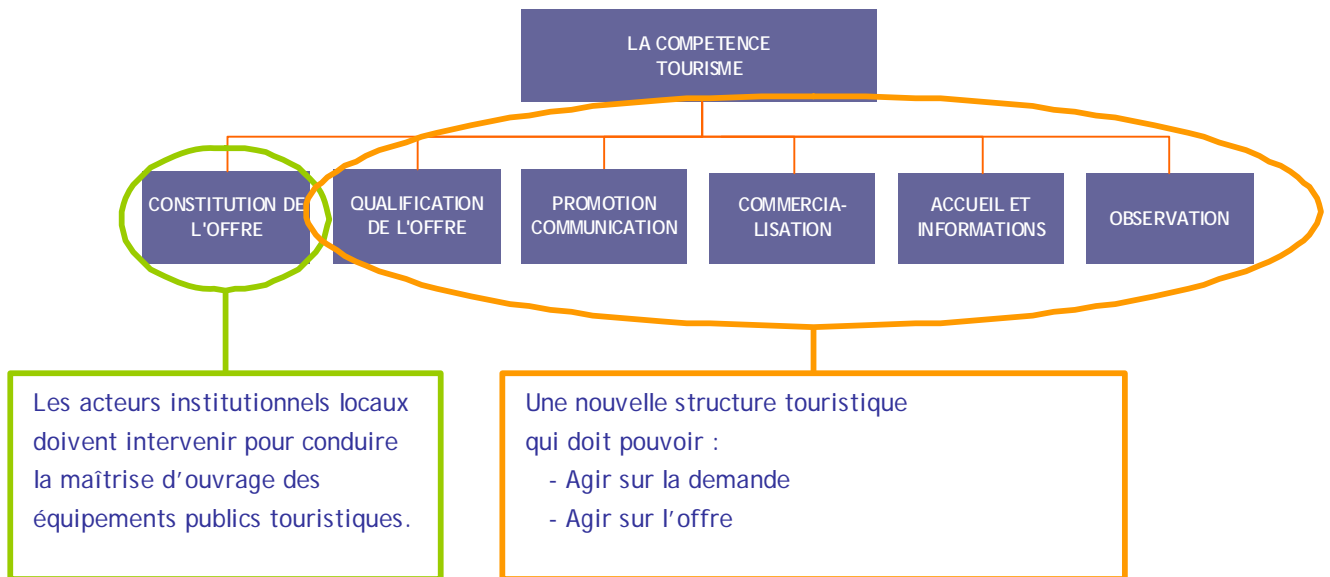 LA COMPETENCE
TOURISME
CONSTITUTION DE
L'OFFRE
QUALIFICATION
DE L'OFFRE
PROMOTION
COMMUNICATION
COMMERCIA-
LISATION
ACCUEIL ET
INFORMATIONS
OBSERVATION
Les acteurs institutionnels locaux
doivent intervenir pour conduire
la maîtrise d'ouvrage des
équipements publics touristiques.
Une nouvelle structure touristique
qui doit pouvoir :
- Agir sur la demande
- Agir sur l'offre